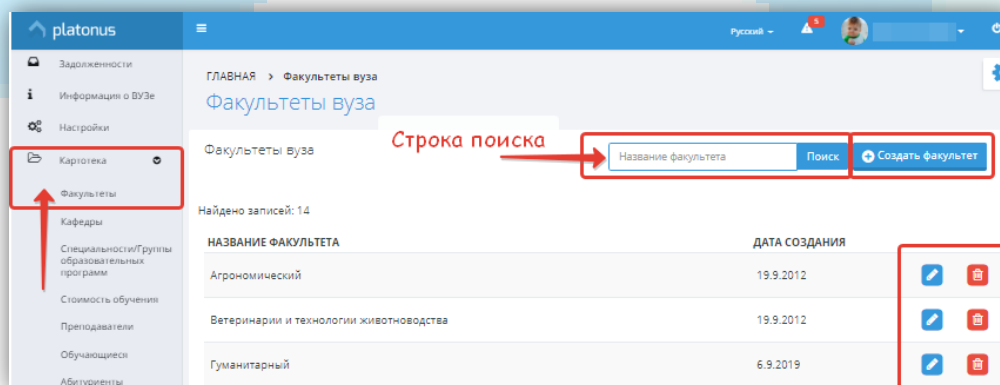 platonus
Русский
5
Задолженности
Информация о ВУЗе
Настройки
Картотека
Факультеты
Кафедры
Специальности/Группы
образовательных
программ
Стоимость обучения
Преподаватели
Обучающиеся
Абитуриенты
ГЛАВНАЯ > Факультеты вуза
Факультеты вуза
Факультеты вуза
Строка поиска
Название факультета
Поиск
Создать факультет
Найдено записей: 14
НАЗВАНИЕ ФАКУЛЬТЕТА ДАТА СОЗДАНИЯ
Агрономический 19.9.2012
Ветеринарии и технологии животноводства 19.9.2012
Гуманитарный 6.9.2019